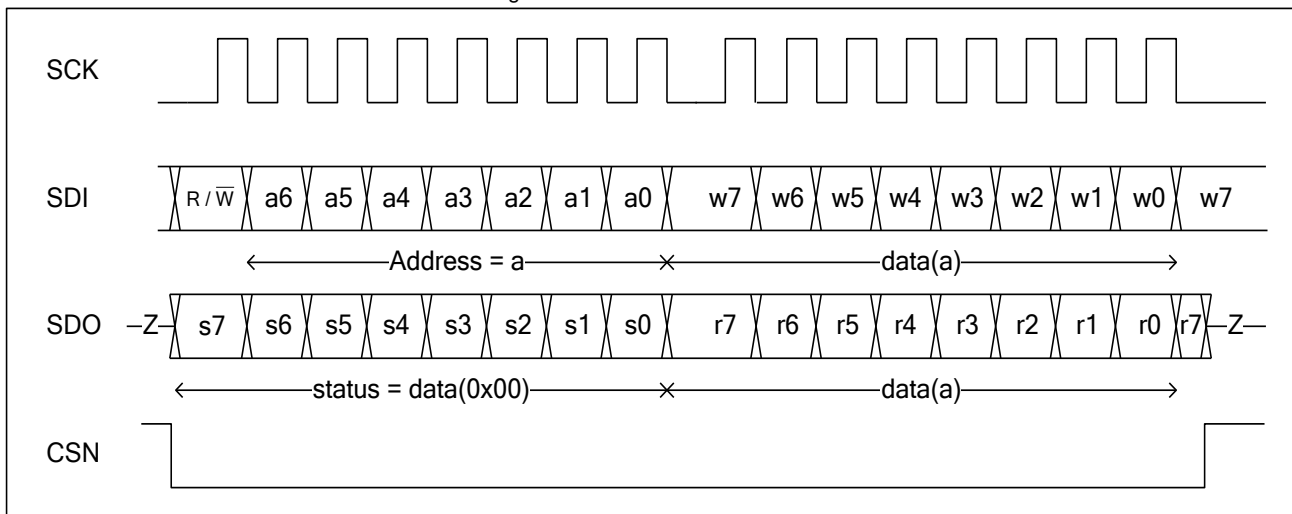 SCK
SDI R / W̅ a6 a5 a4 a3 a2 a1 a0 w7 w6 w5 w4 w3 w2 w1 w0 w7
Address = a data(a)
SDO Z s7 s6 s5 s4 s3 s2 s1 s0 r7 r6 r5 r4 r3 r2 r1 r0 r7 Z
status = data(0x00) data(a)
CSN